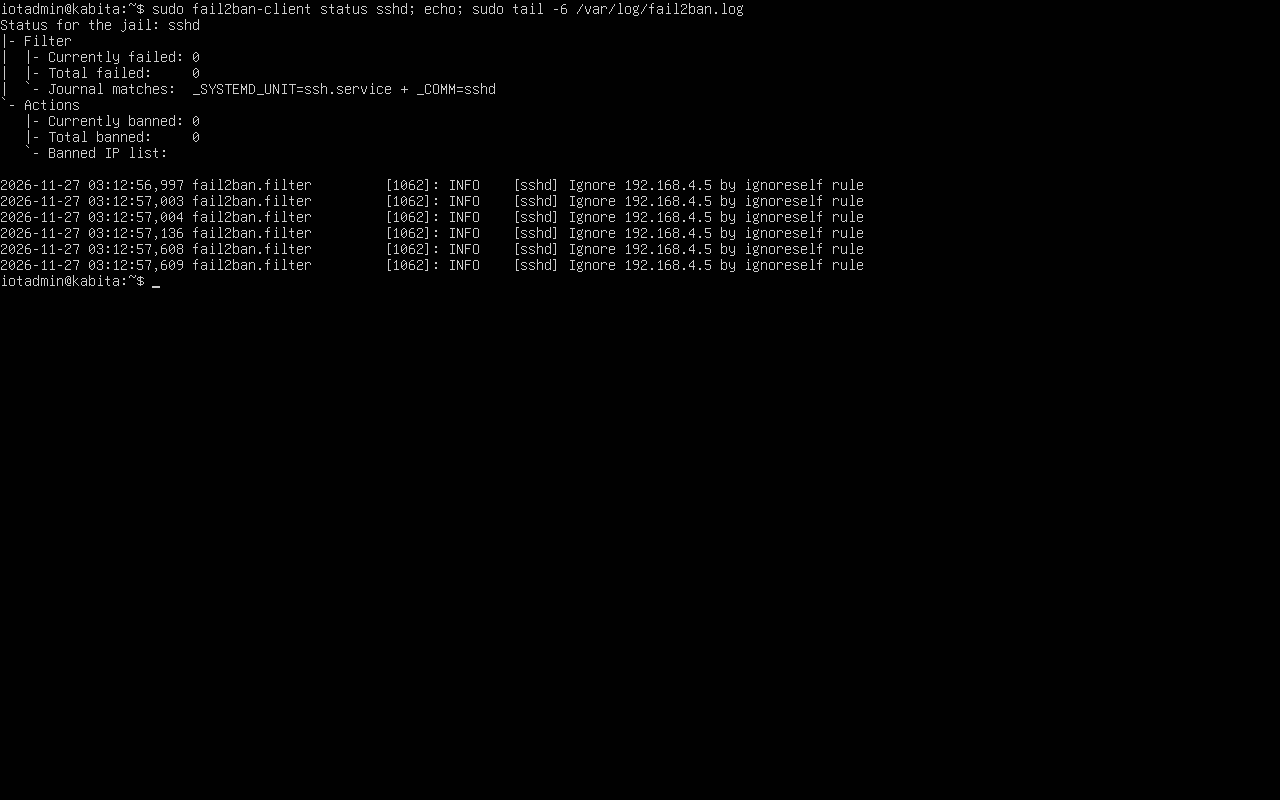 iotadmin@kabita:~$ sudo fail2ban-client status sshd; echo; sudo tail -6 /var/log/fail2ban.log
Status for the jail: sshd
|- Filter
|  |- Currently failed: 0
|  |- Total failed:     0
|  `- Journal matches:  _SYSTEMD_UNIT=ssh.service + _COMM=sshd
`- Actions
   |- Currently banned: 0
   |- Total banned:     0
   `- Banned IP list:
2026-11-27 03:12:56,997 fail2ban.filter         [1062]: INFO    [sshd] Ignore 192.168.4.5 by ignoreself rule
2026-11-27 03:12:57,003 fail2ban.filter         [1062]: INFO    [sshd] Ignore 192.168.4.5 by ignoreself rule
2026-11-27 03:12:57,004 fail2ban.filter         [1062]: INFO    [sshd] Ignore 192.168.4.5 by ignoreself rule
2026-11-27 03:12:57,136 fail2ban.filter         [1062]: INFO    [sshd] Ignore 192.168.4.5 by ignoreself rule
2026-11-27 03:12:57,608 fail2ban.filter         [1062]: INFO    [sshd] Ignore 192.168.4.5 by ignoreself rule
2026-11-27 03:12:57,609 fail2ban.filter         [1062]: INFO    [sshd] Ignore 192.168.4.5 by ignoreself rule
iotadmin@kabita:~$ _